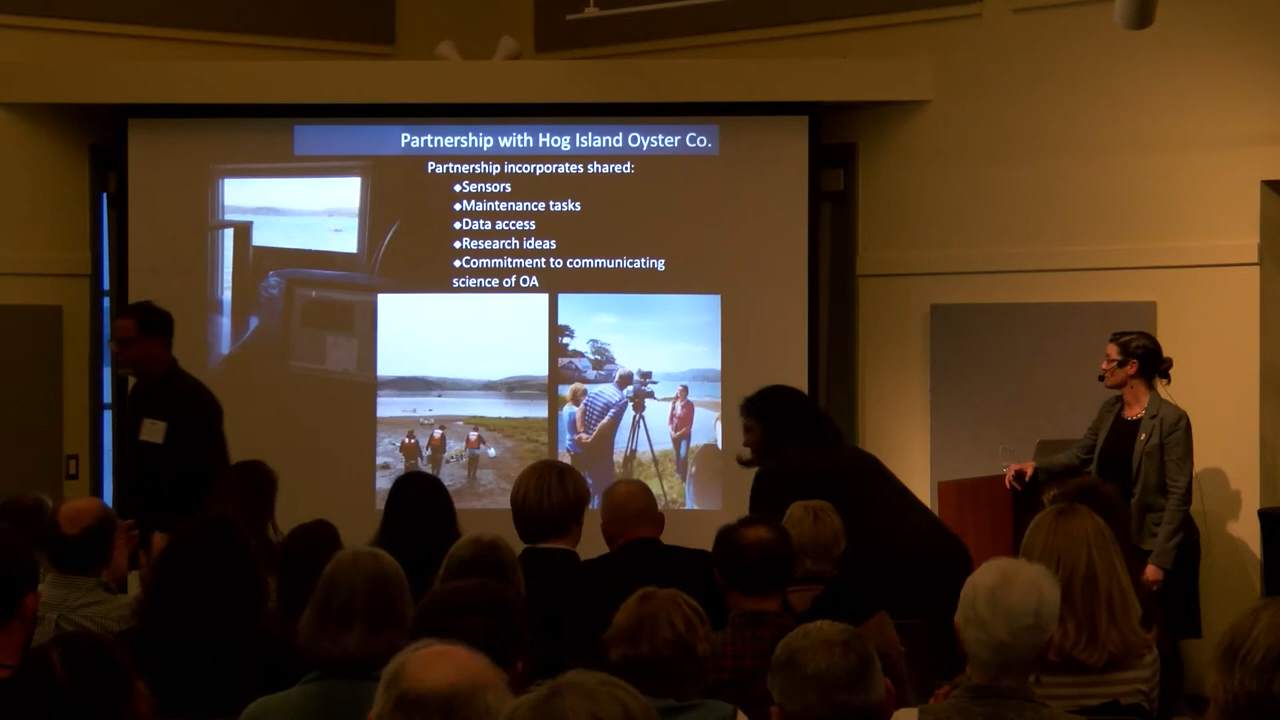 Partnership with Hog Island Oyster Co.
Partnership incorporates shared:
◆Sensors
◆Maintenance tasks
◆Data access
◆Research ideas
◆Commitment to communicating
science of OA